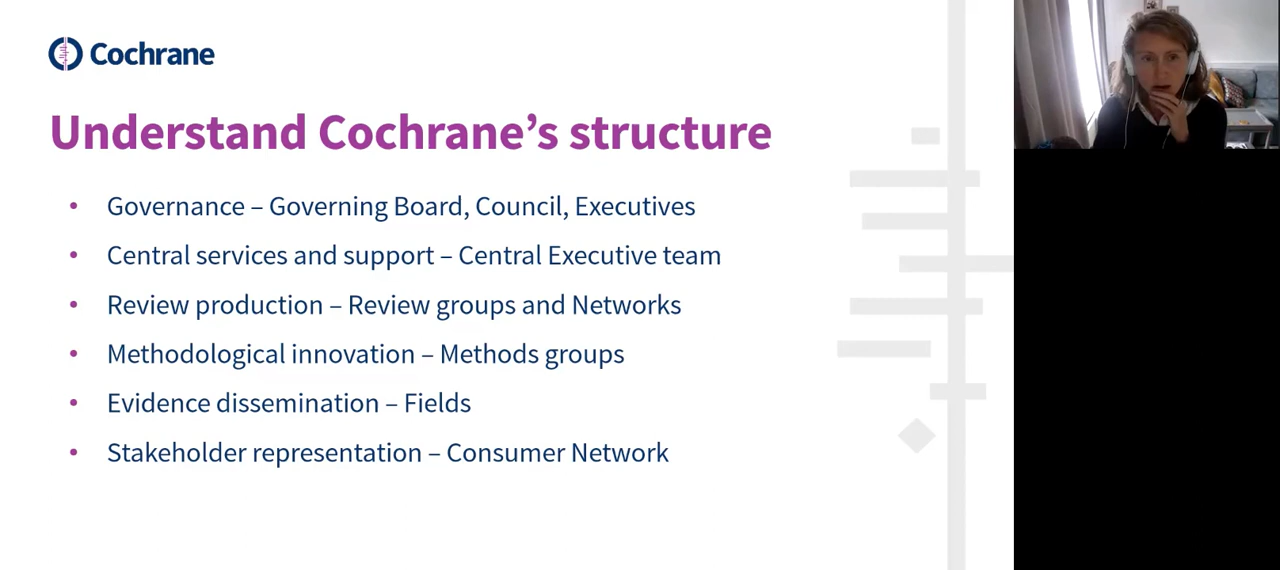 Cochrane
Understand Cochrane’s structure
• Governance – Governing Board, Council, Executives
• Central services and support – Central Executive team
• Review production – Review groups and Networks
• Methodological innovation – Methods groups
• Evidence dissemination – Fields
• Stakeholder representation – Consumer Network